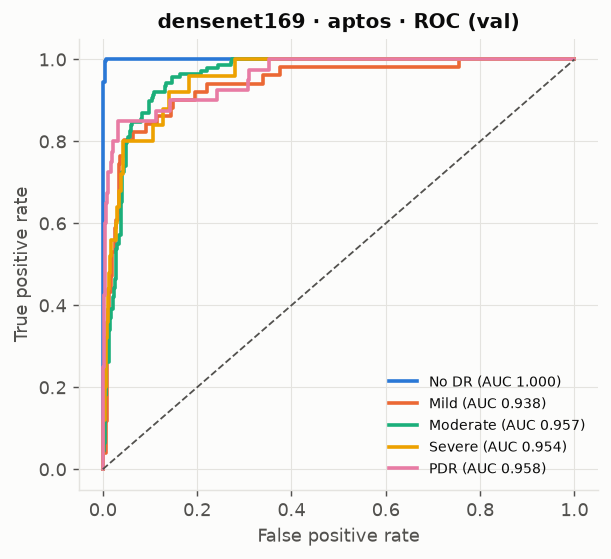 densenet169 · aptos · ROC (val)
True positive rate
1.0
0.8
0.6
0.4
0.2
0.0
No DR (AUC 1.000)
Mild (AUC 0.938)
Moderate (AUC 0.957)
Severe (AUC 0.954)
PDR (AUC 0.958)
0.0 0.2 0.4 0.6 0.8 1.0
False positive rate